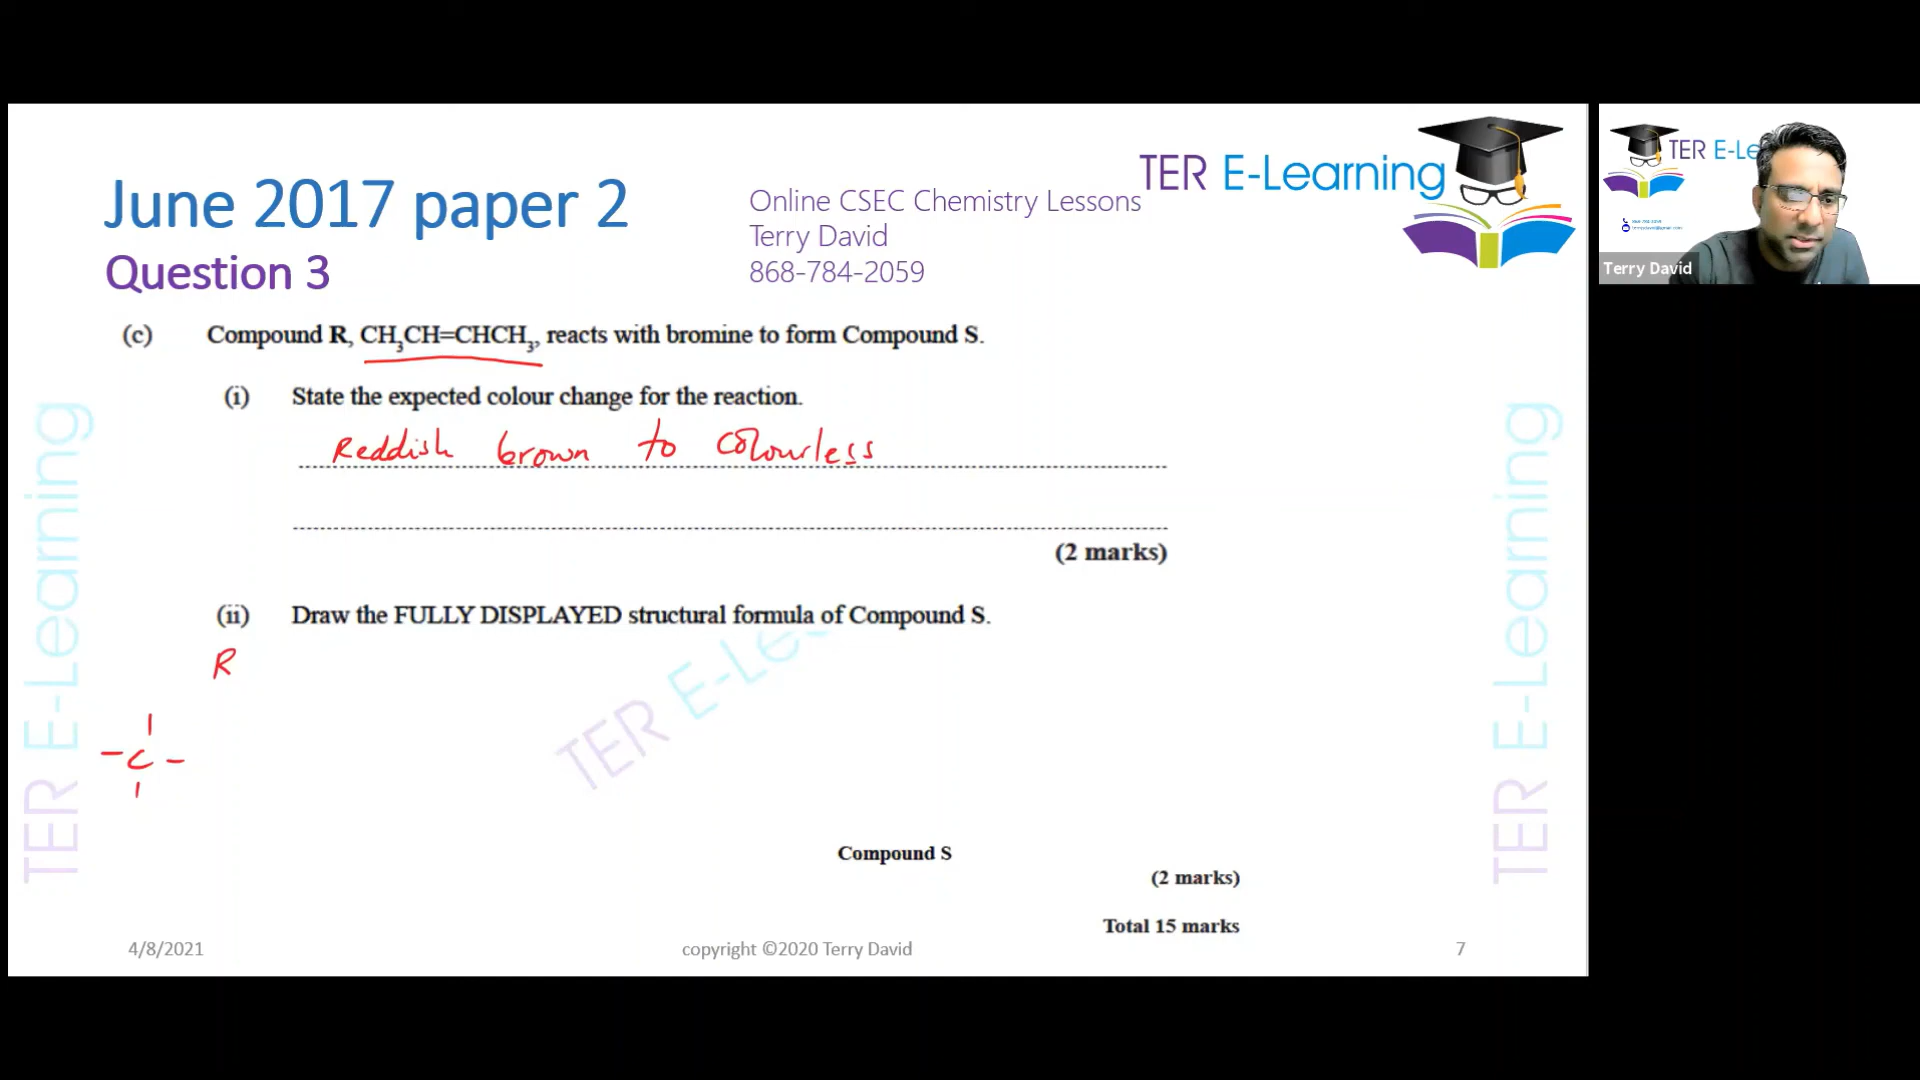 TER E-Learning
June 2017 paper 2
Question 3
Online CSEC Chemistry Lessons
Terry David
868-784-2059
TER E-Le
Terry David
(c) Compound R, CH₃CH=CHCH₃, reacts with bromine to form Compound S.
(i) State the expected colour change for the reaction.
Reddish brown to colourless
(2 marks)
(ii) Draw the FULLY DISPLAYED structural formula of Compound S.
R
- C -
TER E-Learning
TER E-Lea
TER E-Learning
Compound S
(2 marks)
Total 15 marks
4/8/2021
copyright ©2020 Terry David
7